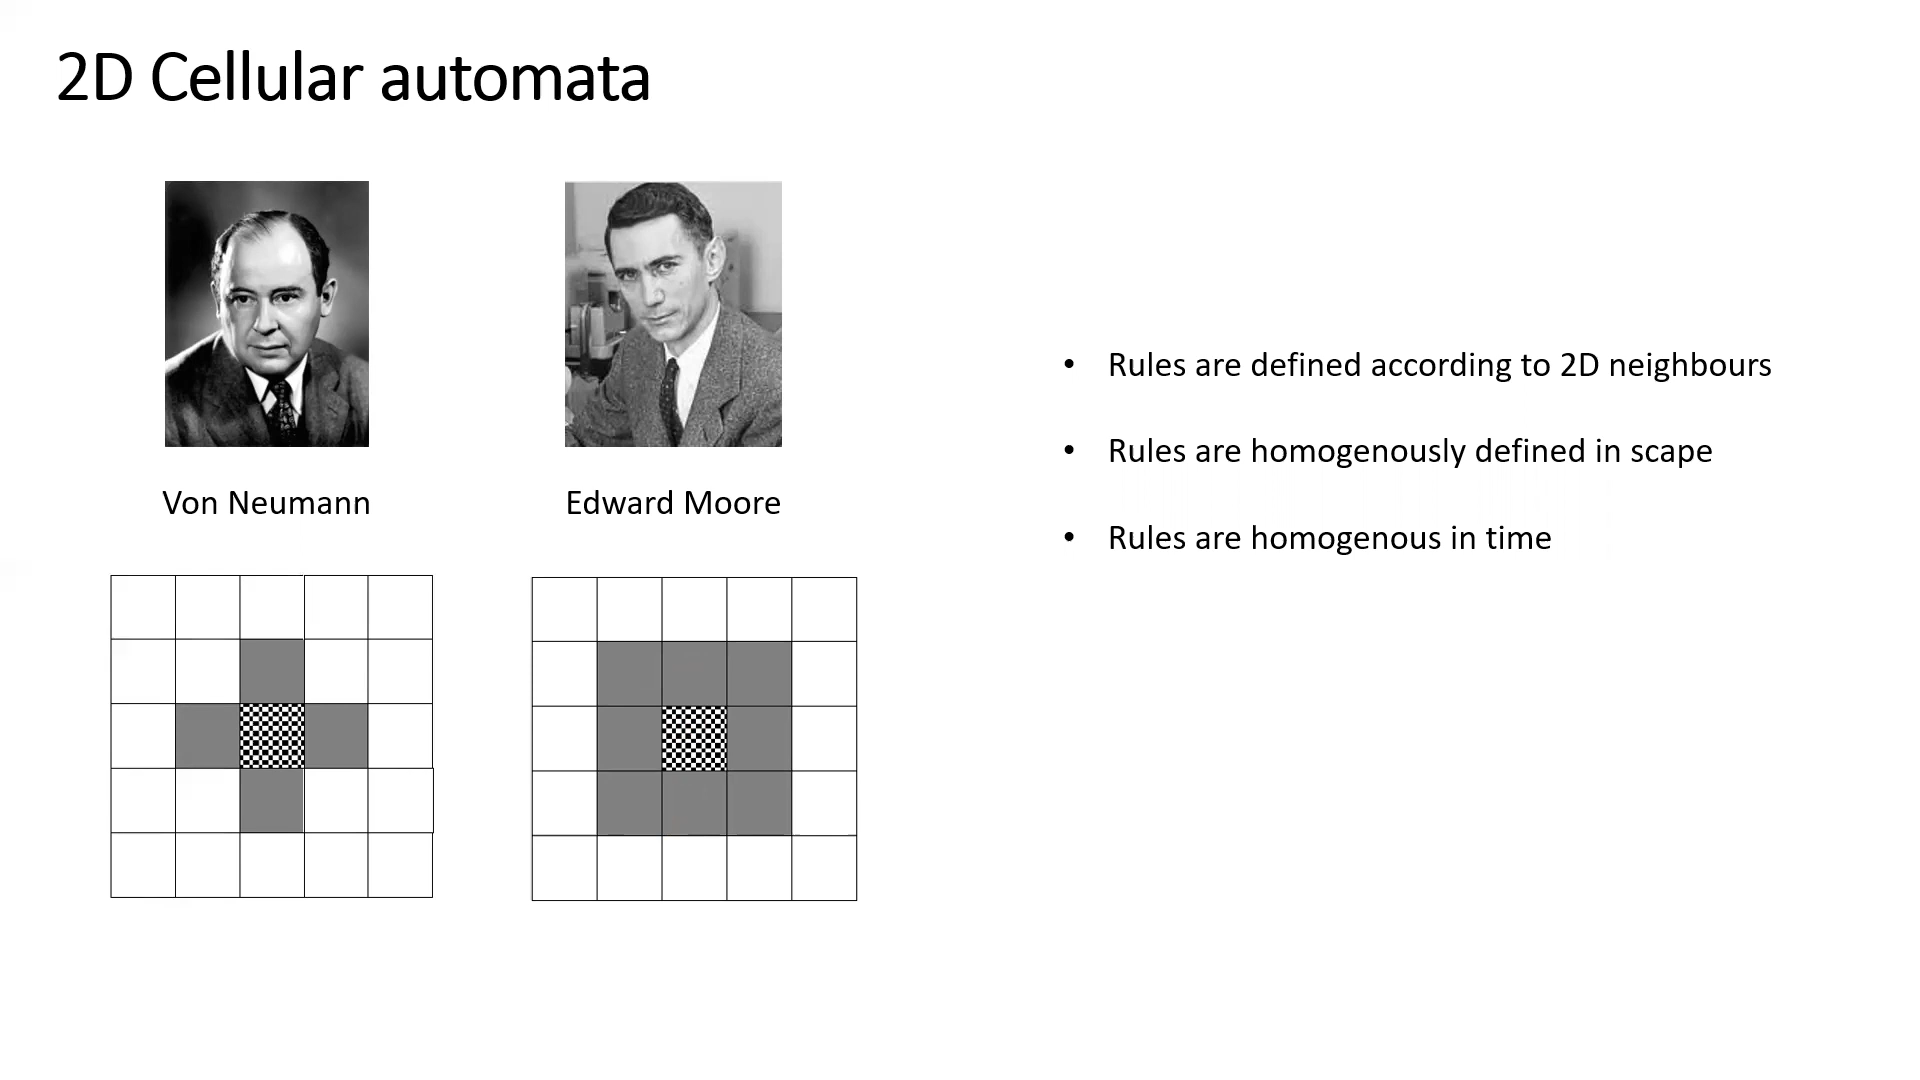 2D Cellular automata
Von Neumann
Edward Moore
• Rules are defined according to 2D neighbours
• Rules are homogenously defined in scape
• Rules are homogenous in time